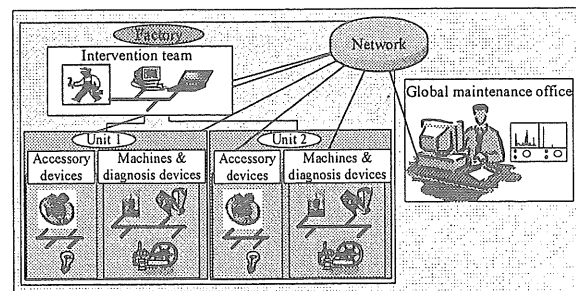 Factory
Intervention team
Network
Global maintenance office
Unit 1
Unit 2
Accessory
devices
Machines &
diagnosis devices
Accessory
devices
Machines &
diagnosis devices